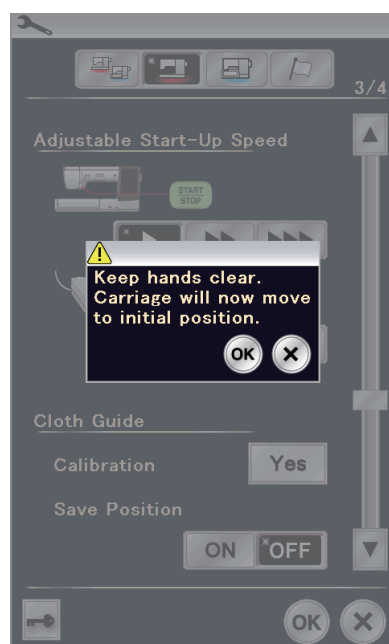 3/4
Adjustable Start-Up Speed
START
STOP
Keep hands clear.
Carriage will now move
to initial position.
OK
Cloth Guide
Calibration Yes
Save Position
ON OFF
OK